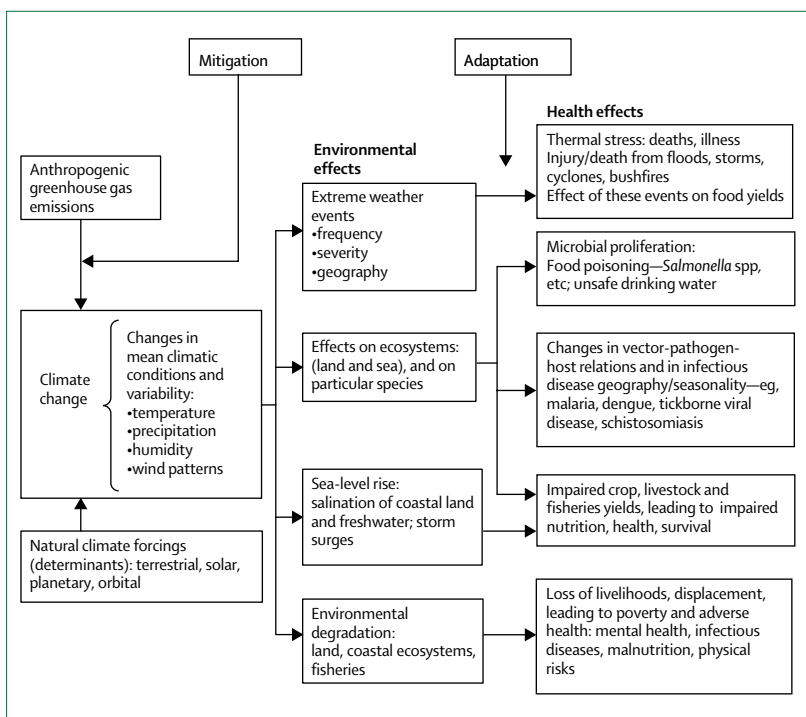 Mitigation
Adaptation
Anthropogenic
greenhouse gas
emissions
Climate
change
Changes in
mean climatic
conditions and
variability:
•temperature
•precipitation
•humidity
•wind patterns
Natural climate forcings
(determinants): terrestrial, solar,
planetary, orbital
Environmental
effects
Extreme weather
events
•frequency
•severity
•geography
Effects on ecosystems:
(land and sea), and on
particular species
Sea-level rise:
salination of coastal land
and freshwater; storm
surges
Environmental
degradation:
land, coastal ecosystems,
fisheries
Health effects
Thermal stress: deaths, illness
Injury/death from floods, storms,
cyclones, bushfires
Effect of these events on food yields
Microbial proliferation:
Food poisoning—Salmonella spp,
etc; unsafe drinking water
Changes in vector-pathogen-
host relations and in infectious
disease geography/seasonality—eg,
malaria, dengue, tickborne viral
disease, schistosomiasis
Impaired crop, livestock and
fisheries yields, leading to impaired
nutrition, health, survival
Loss of livelihoods, displacement,
leading to poverty and adverse
health: mental health, infectious
diseases, malnutrition, physical
risks